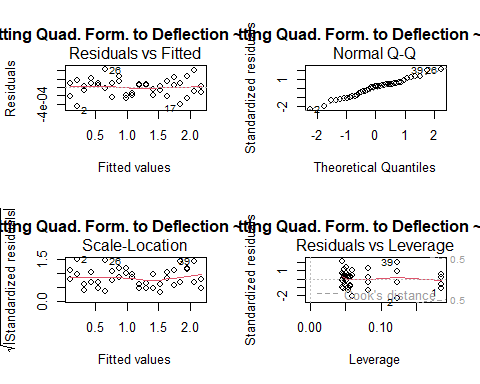 tting Quad. Form. to Deflection ~
Residuals vs Fitted
Residuals
-4e-04
26
2
17
0.5 1.0 1.5 2.0
Fitted values
tting Quad. Form. to Deflection ~
Normal Q-Q
Standardized residuals
-2 1
39 26
2
-2 -1 0 1 2
Theoretical Quantiles
tting Quad. Form. to Deflection ~
Scale-Location
√|Standardized residuals|
0.0 1.5
2
26
39
0.5 1.0 1.5 2.0
Fitted values
tting Quad. Form. to Deflection ~
Residuals vs Leverage
Standardized residuals
-2 1
39
2
1
Cook's distance
0.5
0.5
0.00 0.10
Leverage